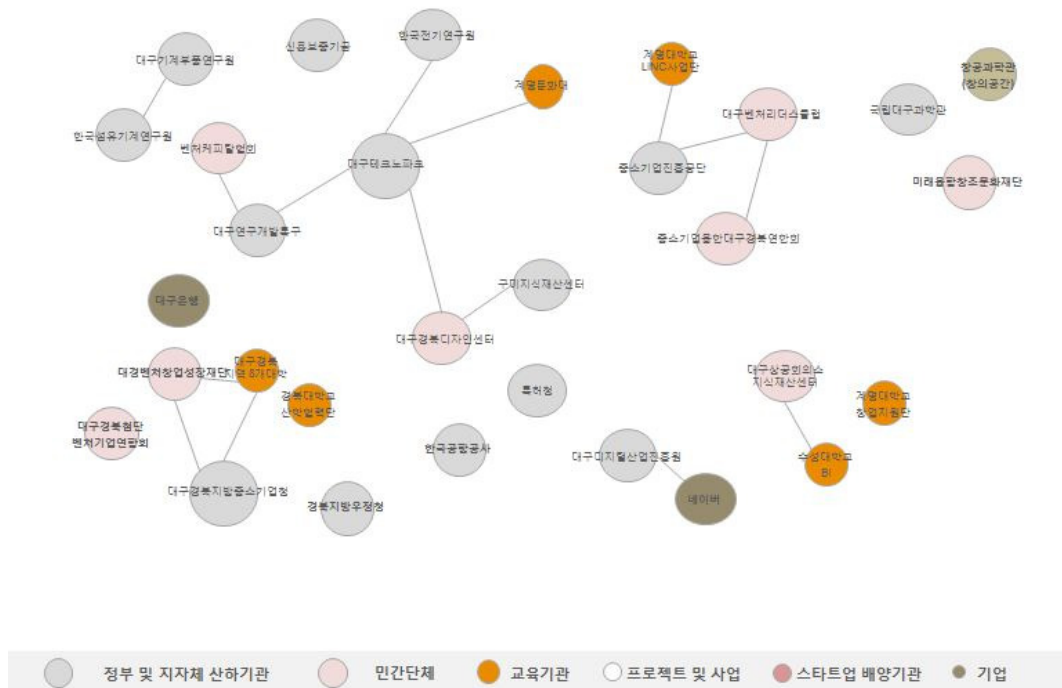 한국전기연구원
신용보증기금
대구기계부품연구원
계명문화대
계명대학교
LINC사업단
창공과학관
(창의공간)
국립대구과학관
대구벤처리더스클럽
한국섬유기계연구원
벤처캐피탈협회
대구테크노파크
중소기업진흥공단
미래융합창조문화재단
대구연구개발특구
중소기업융합대구경북연합회
구미지식재산센터
대구은행
대구경북디자인센터
대구경북
지역 8개대학
대경벤처창업성장재단
대구상공회의소
지식재산센터
특허청
경북대학교
산학협력단
계명대학교
창업지원단
대구경북첨단
벤처기업연합회
한국공항공사
대구디지털산업진흥원
수성대학교
BI
대구경북지방중소기업청
경북지방우정청
네이버
정부 및 지자체 산하기관
민간단체
교육기관
프로젝트 및 사업
스타트업 배양기관
기업